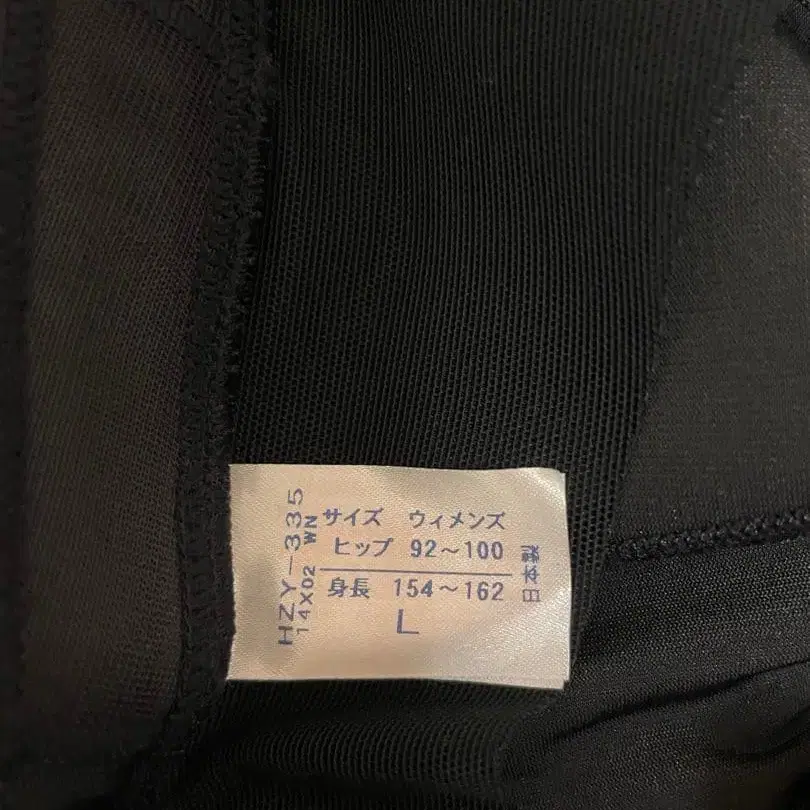 HZY-335
14X02 WN
サイズ ウィメンズ
ヒップ 92~100
身長 154~162
L
日本製